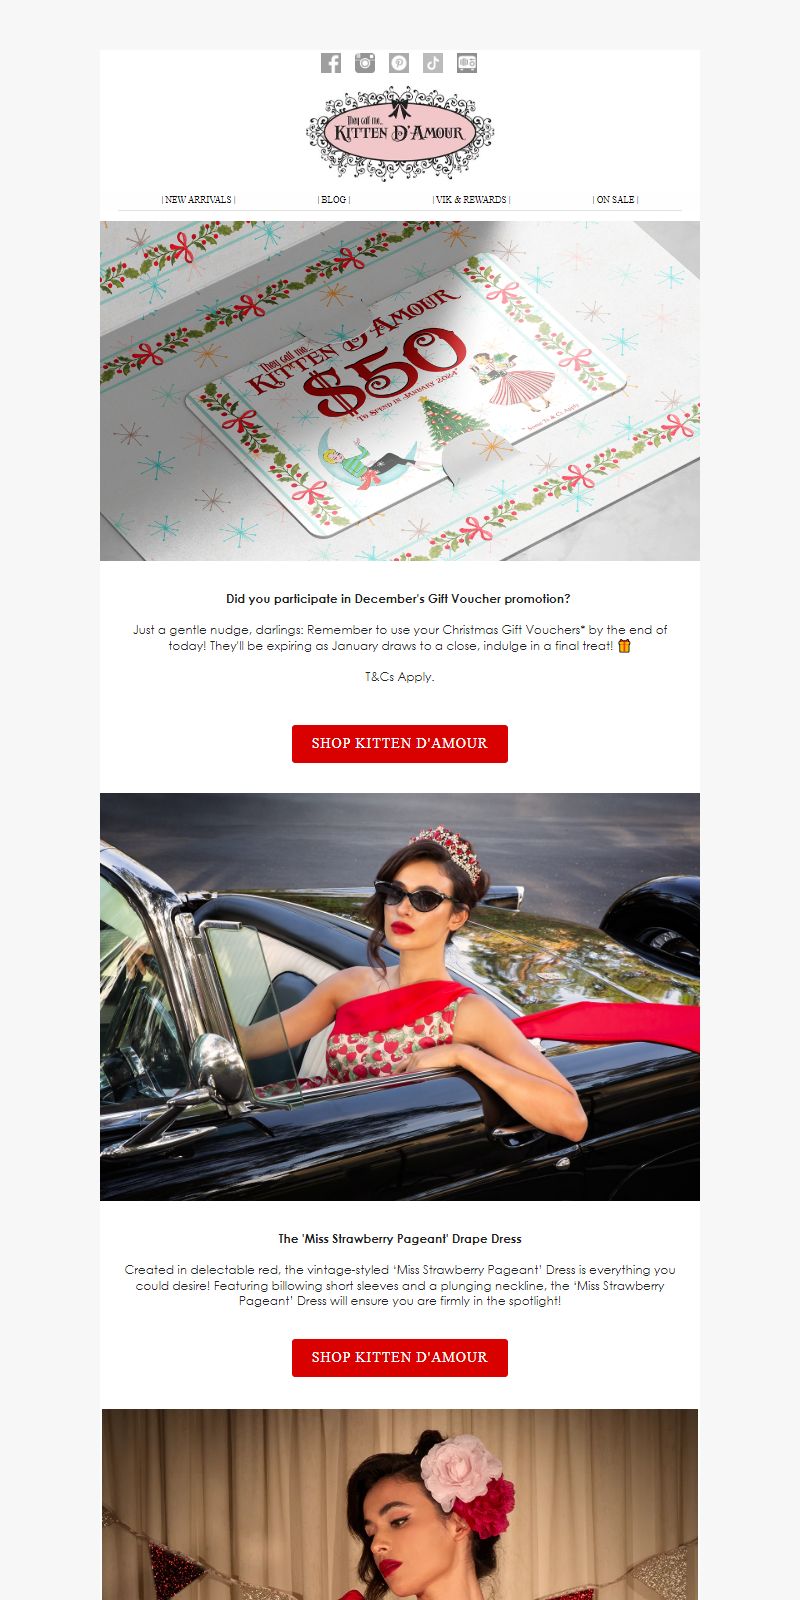 They call me...
KITTEN D'AMOUR
| NEW ARRIVALS | | BLOG | | VIK & REWARDS | | ON SALE |
They call me...
KITTEN D'AMOUR
$50
TO SPEND IN JANUARY 2024*
* Some Ts & Cs Apply
Did you participate in December's Gift Voucher promotion?
Just a gentle nudge, darlings: Remember to use your Christmas Gift Vouchers* by the end of
today! They'll be expiring as January draws to a close, indulge in a final treat! 🎁
T&Cs Apply.
SHOP KITTEN D'AMOUR
The 'Miss Strawberry Pageant' Drape Dress
Created in delectable red, the vintage-styled ‘Miss Strawberry Pageant’ Dress is everything you
could desire! Featuring billowing short sleeves and a plunging neckline, the ‘Miss Strawberry
Pageant’ Dress will ensure you are firmly in the spotlight!
SHOP KITTEN D'AMOUR